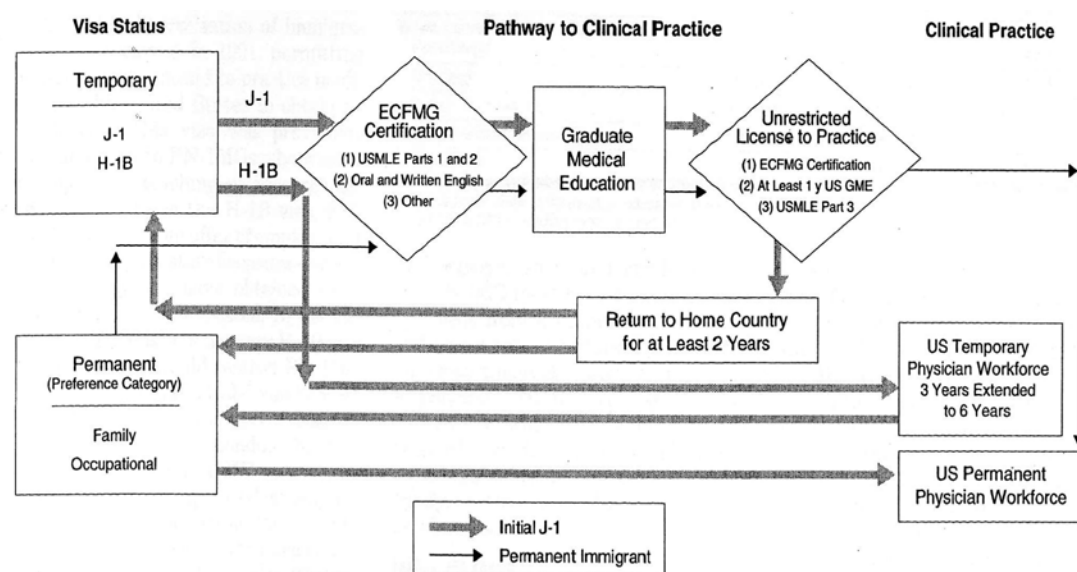 Visa Status
Pathway to Clinical Practice
Clinical Practice
Temporary
J-1
H-1B
J-1
H-1B
ECFMG
Certification
(1) USMLE Parts 1 and 2
(2) Oral and Written English
(3) Other
Graduate
Medical
Education
Unrestricted
License to Practice
(1) ECFMG Certification
(2) At Least 1 y US GME
(3) USMLE Part 3
Return to Home Country
for at Least 2 Years
Permanent
(Preference Category)
Family
Occupational
US Temporary
Physician Workforce
3 Years Extended
to 6 Years
US Permanent
Physician Workforce
Initial J-1
Permanent Immigrant